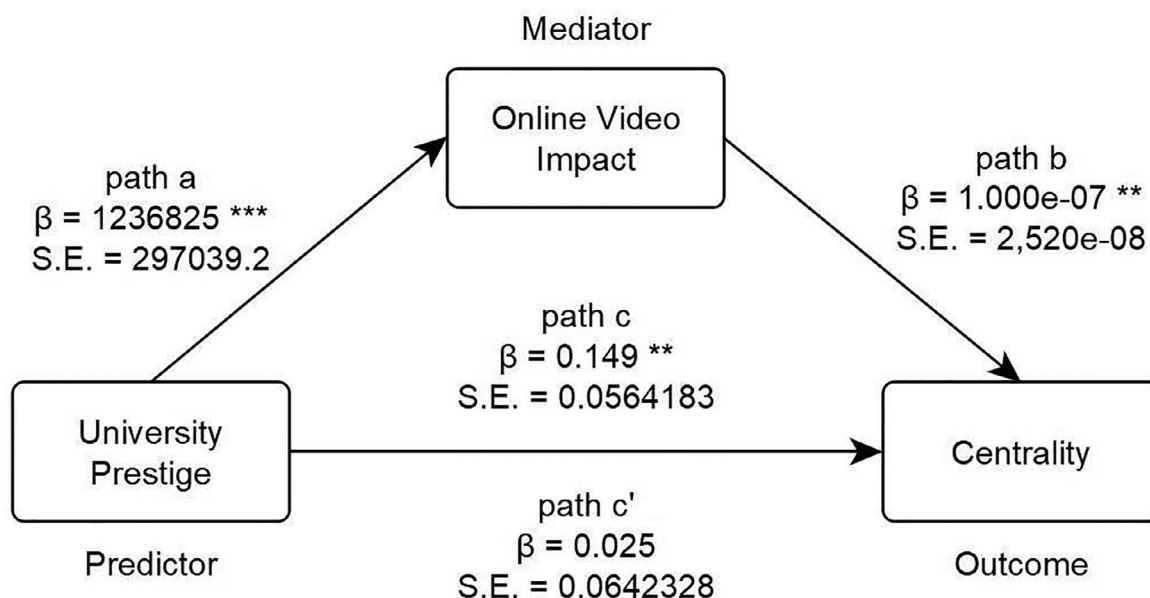 Mediator
Online Video
Impact
path a
β = 1236825 ***
S.E. = 297039.2
path b
β = 1.000e-07 **
S.E. = 2,520e-08
path c
β = 0.149 **
S.E. = 0.0564183
University
Prestige
Centrality
path c'
β = 0.025
S.E. = 0.0642328
Predictor
Outcome